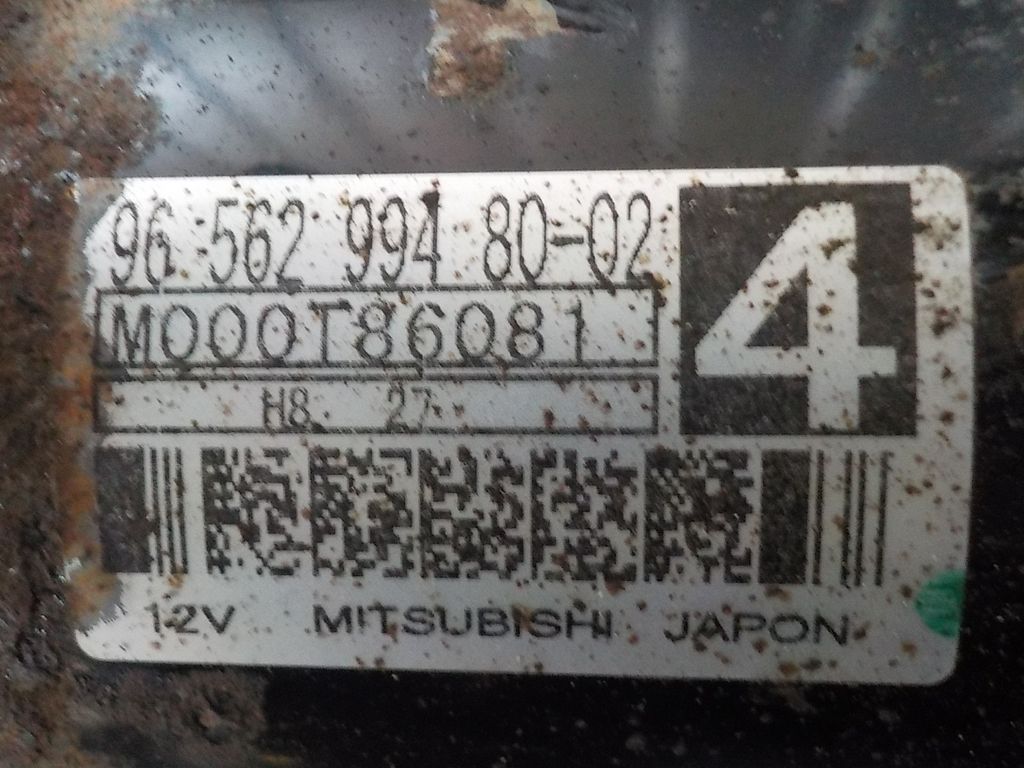 96 562 994 80-02
4
M000T86081
H8 27
12V MITSUBISHI JAPON